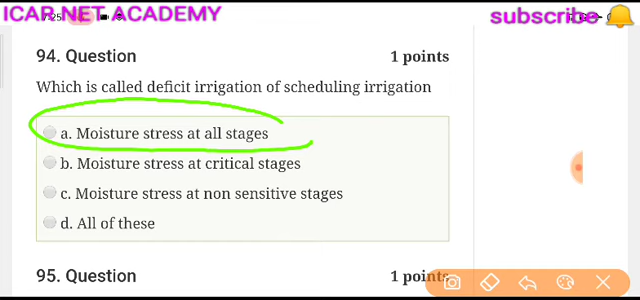 ICAR NET ACADEMY
subscribe
94. Question
1 points
Which is called deficit irrigation of scheduling irrigation
a. Moisture stress at all stages
b. Moisture stress at critical stages
c. Moisture stress at non sensitive stages
d. All of these
95. Question
1 points